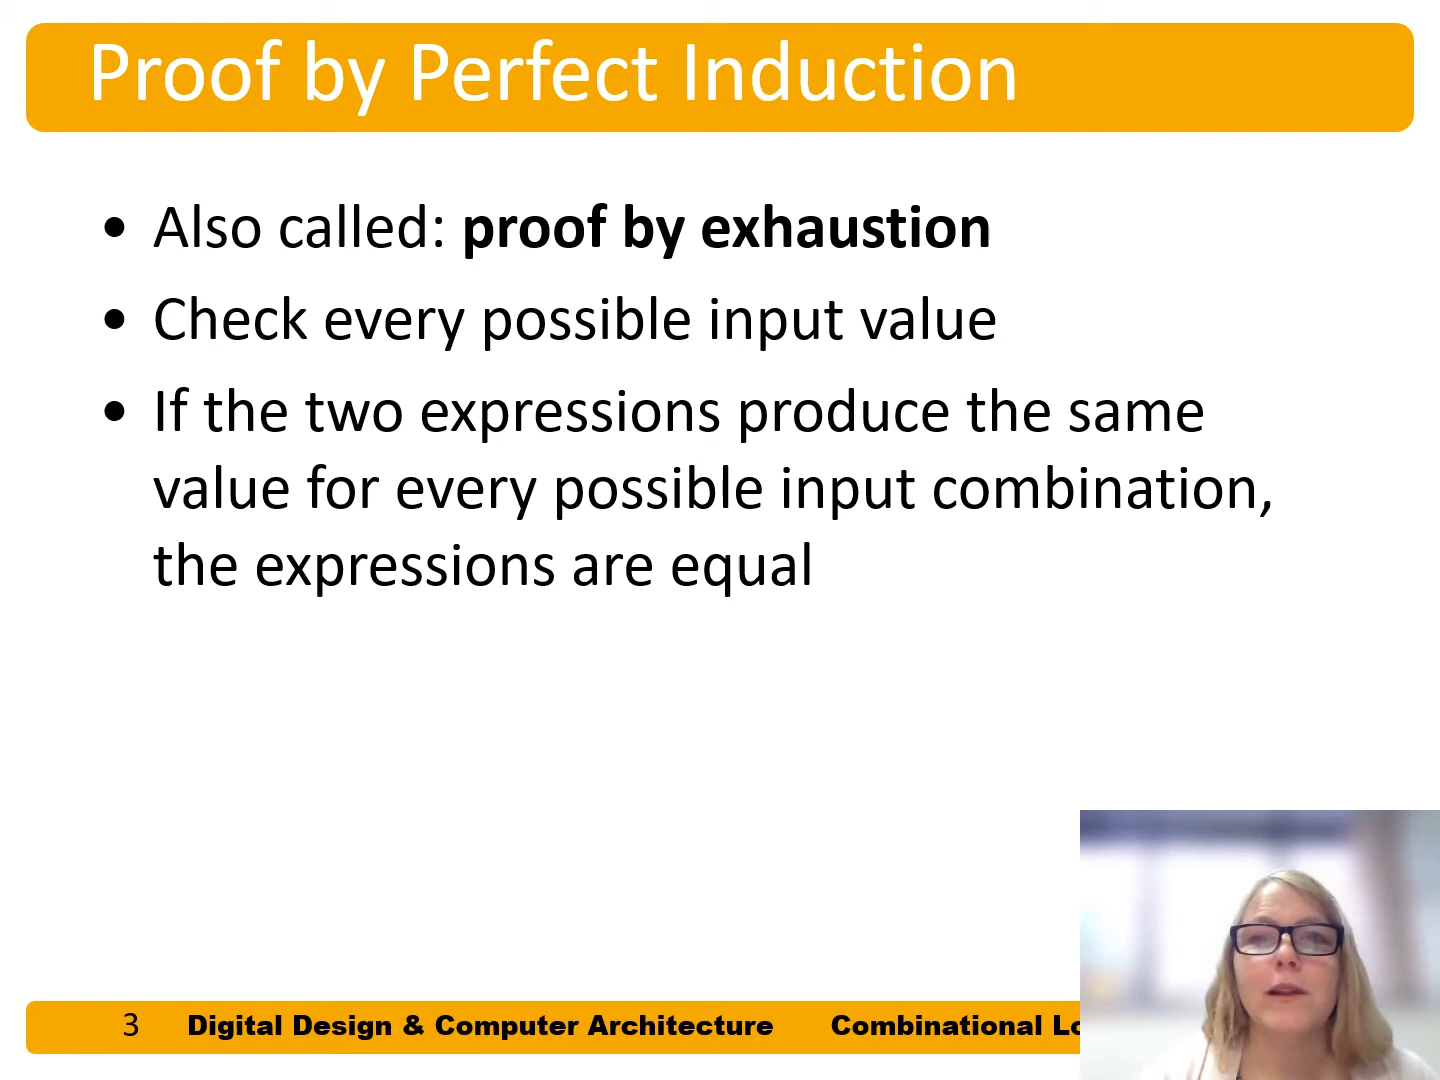 Proof by Perfect Induction
• Also called: proof by exhaustion
• Check every possible input value
• If the two expressions produce the same
value for every possible input combination,
the expressions are equal
3 Digital Design & Computer Architecture Combinational